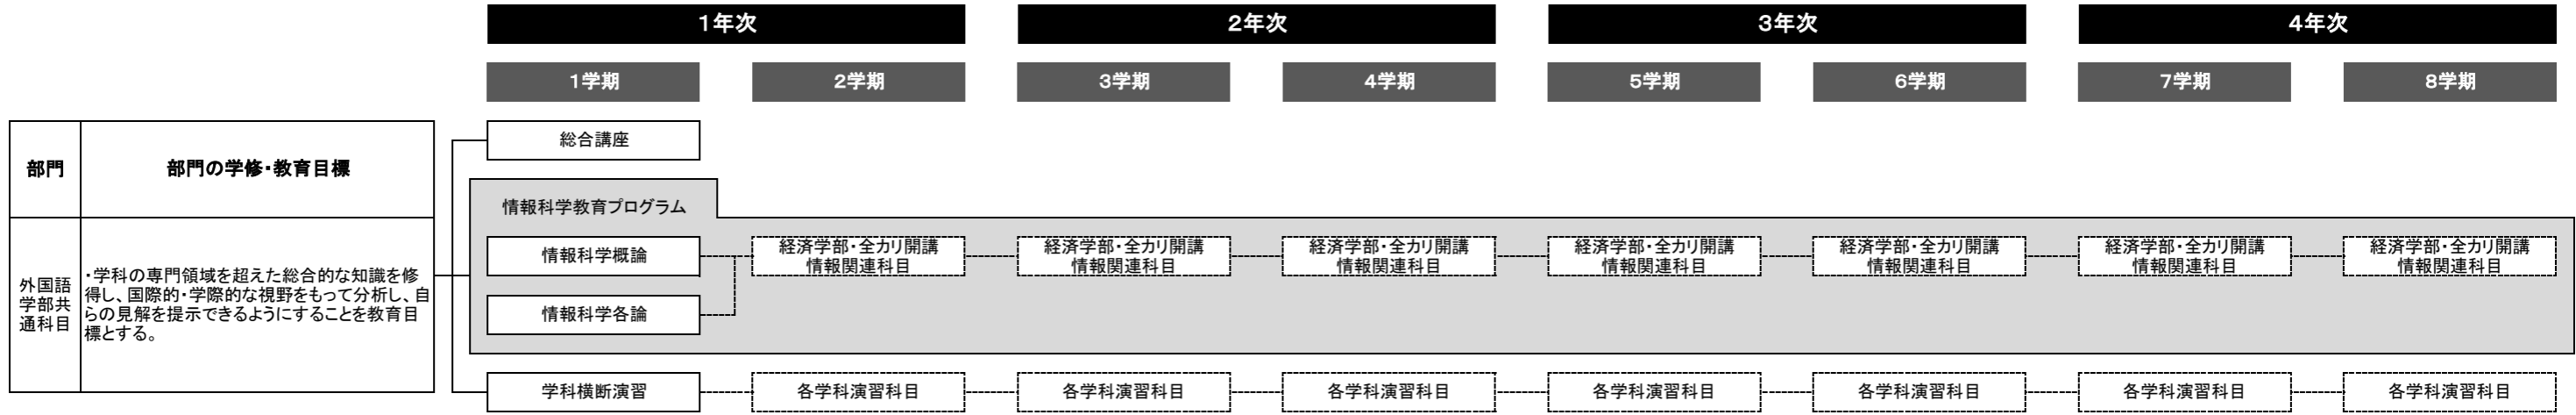 1年次
2年次
3年次
4年次
1学期
2学期
3学期
4学期
5学期
6学期
7学期
8学期
部門
部門の学修・教育目標
総合講座
情報科学教育プログラム
外国語
学部共
通科目
・学科の専門領域を超えた総合的な知識を修
得し、国際的・学際的な視野をもって分析し、自
らの見解を提示できるようにすることを教育目
標とする。
情報科学概論
経済学部・全カリ開講
情報関連科目
経済学部・全カリ開講
情報関連科目
経済学部・全カリ開講
情報関連科目
経済学部・全カリ開講
情報関連科目
経済学部・全カリ開講
情報関連科目
経済学部・全カリ開講
情報関連科目
経済学部・全カリ開講
情報関連科目
情報科学各論
学科横断演習
各学科演習科目
各学科演習科目
各学科演習科目
各学科演習科目
各学科演習科目
各学科演習科目
各学科演習科目